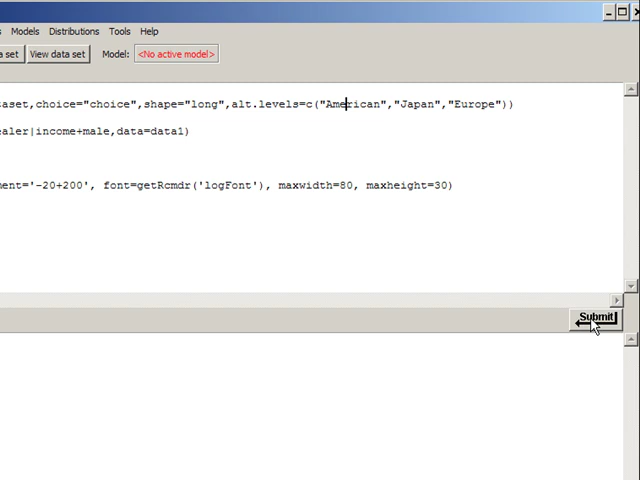 s Models Distributions Tools Help
a set View data set Model: <No active model>
taset,choice="choice",shape="long",alt.levels=c("American","Japan","Europe"))
ealer|income+male,data=data1)
ment='-20+200', font=getRcmdr('logFont'), maxwidth=80, maxheight=30)
Submit